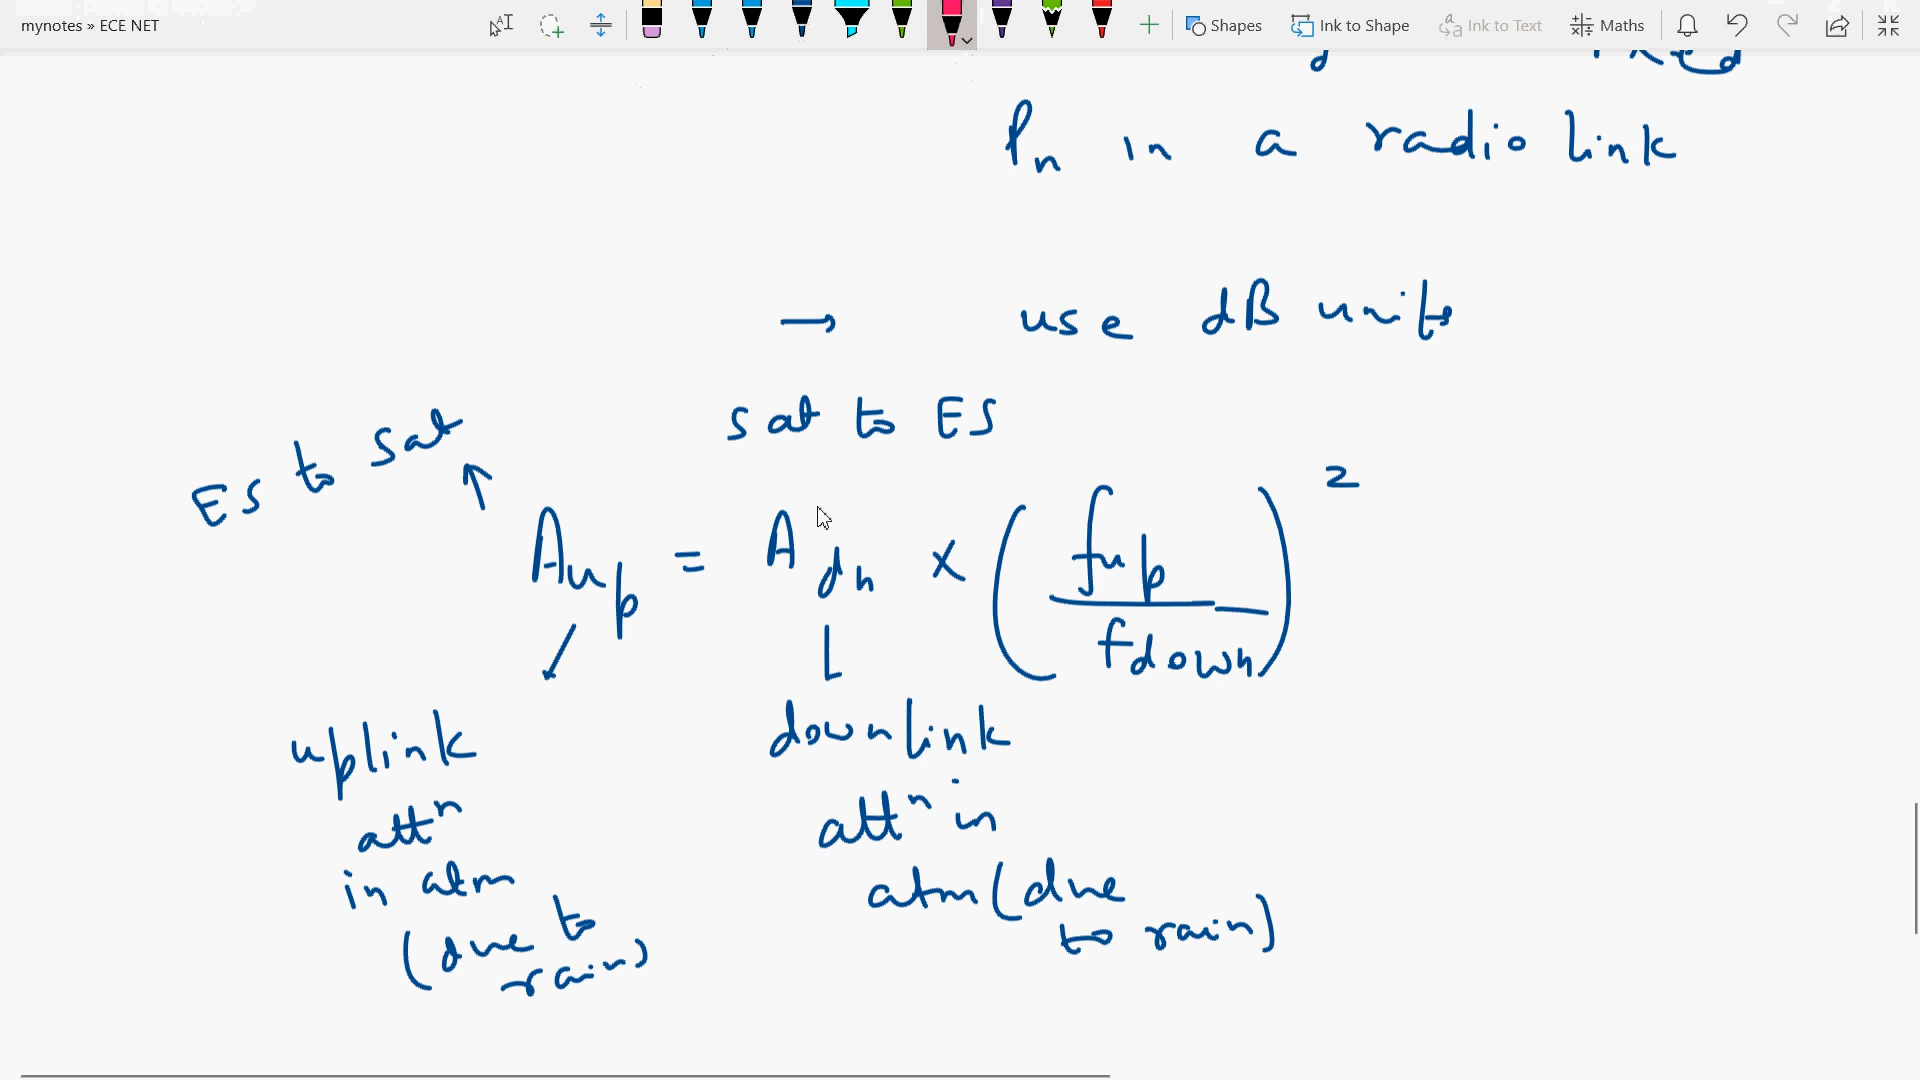 mynotes » ECE NET
Shapes
Ink to Shape
Ink to Text
Maths
Pn in a radio link
→ use dB units
ES to sat
sat to ES
Aup = Adn × (fup / fdown)²
uplink
attⁿ
in atm
(due to
rain)
downlink
attⁿ in
atm (due
to rain)